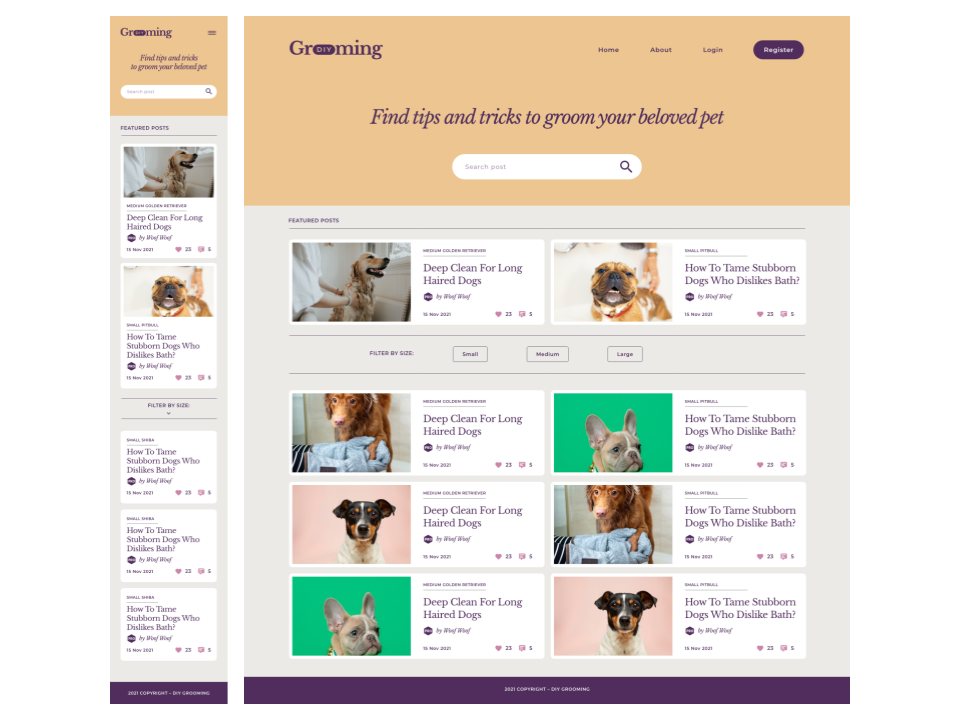 Grooming
DIY
Find tips and tricks
to groom your beloved pet
Search post
FEATURED POSTS
MEDIUM GOLDEN RETRIEVER
Deep Clean For Long
Haired Dogs
by Woof Woof
15 Nov 2021
23
5
SMALL PITBULL
How To Tame
Stubborn Dogs Who
Dislikes Bath?
by Woof Woof
15 Nov 2021
23
5
FILTER BY SIZE:
SMALL SHIBA
How To Tame
Stubborn Dogs Who
Dislikes Bath?
by Woof Woof
15 Nov 2021
23
5
SMALL SHIBA
How To Tame
Stubborn Dogs Who
Dislikes Bath?
by Woof Woof
15 Nov 2021
23
5
SMALL SHIBA
How To Tame
Stubborn Dogs Who
Dislikes Bath?
by Woof Woof
15 Nov 2021
23
5
2021 COPYRIGHT – DIY GROOMING
Grooming
DIY
Home
About
Login
Register
Find tips and tricks to groom your beloved pet
Search post
FEATURED POSTS
MEDIUM GOLDEN RETRIEVER
Deep Clean For Long
Haired Dogs
by Woof Woof
15 Nov 2021
23
5
SMALL PITBULL
How To Tame Stubborn
Dogs Who Dislikes Bath?
by Woof Woof
15 Nov 2021
23
5
FILTER BY SIZE:
Small
Medium
Large
MEDIUM GOLDEN RETRIEVER
Deep Clean For Long
Haired Dogs
by Woof Woof
15 Nov 2021
23
5
SMALL PITBULL
How To Tame Stubborn
Dogs Who Dislike Bath?
by Woof Woof
15 Nov 2021
23
5
MEDIUM GOLDEN RETRIEVER
Deep Clean For Long
Haired Dogs
by Woof Woof
15 Nov 2021
23
5
SMALL PITBULL
How To Tame Stubborn
Dogs Who Dislike Bath?
by Woof Woof
15 Nov 2021
23
5
MEDIUM GOLDEN RETRIEVER
Deep Clean For Long
Haired Dogs
by Woof Woof
15 Nov 2021
23
5
SMALL PITBULL
How To Tame Stubborn
Dogs Who Dislike Bath?
by Woof Woof
15 Nov 2021
23
5
2021 COPYRIGHT – DIY GROOMING